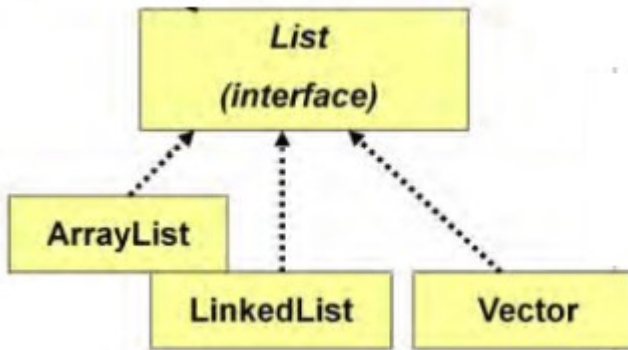 List
(interface)
ArrayList
LinkedList
Vector